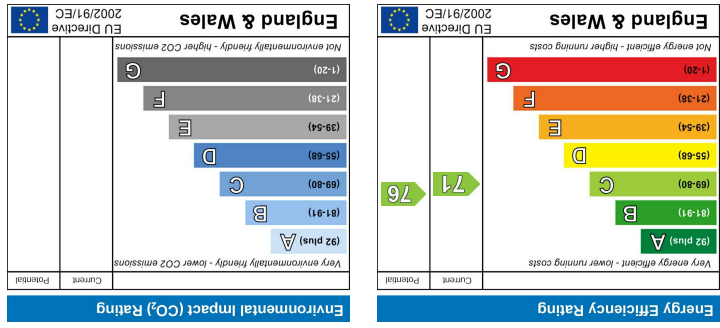 Energy Efficiency Rating
Current
Potential
Very energy efficient - lower running costs
(92 plus) A
(81-91) B
(69-80) C
(55-68) D
(39-54) E
(21-38) F
(1-20) G
71
76
Not energy efficient - higher running costs
England & Wales
EU Directive
2002/91/EC
Environmental Impact (CO₂) Rating
Current
Potential
Very environmentally friendly - lower CO2 emissions
(92 plus) A
(81-91) B
(69-80) C
(55-68) D
(39-54) E
(21-38) F
(1-20) G
Not environmentally friendly - higher CO2 emissions
England & Wales
EU Directive
2002/91/EC